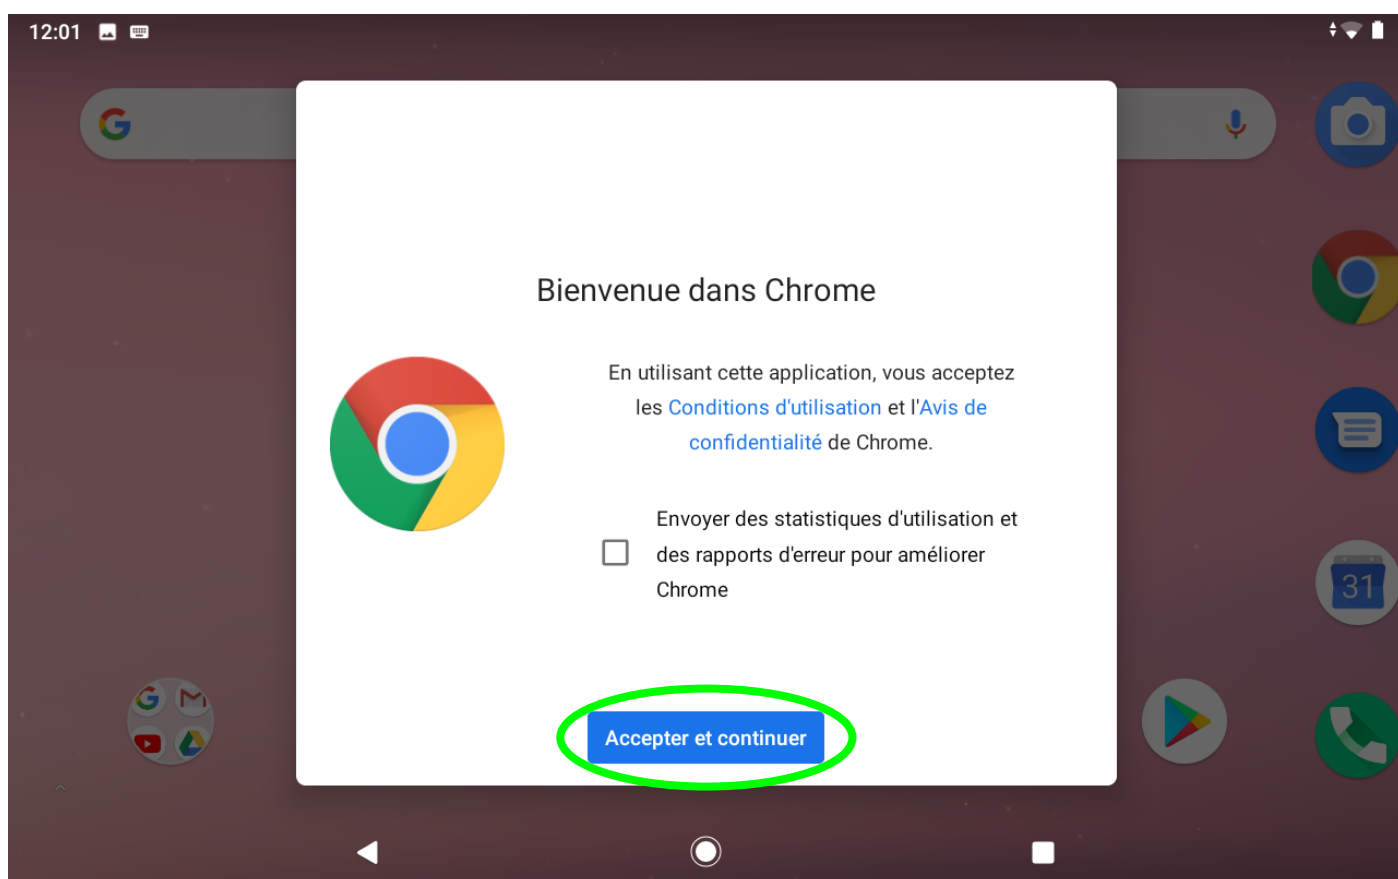 12:01
Bienvenue dans Chrome
En utilisant cette application, vous acceptez
les Conditions d'utilisation et l'Avis de
confidentialité de Chrome.
Envoyer des statistiques d'utilisation et
des rapports d'erreur pour améliorer
Chrome
31
Accepter et continuer